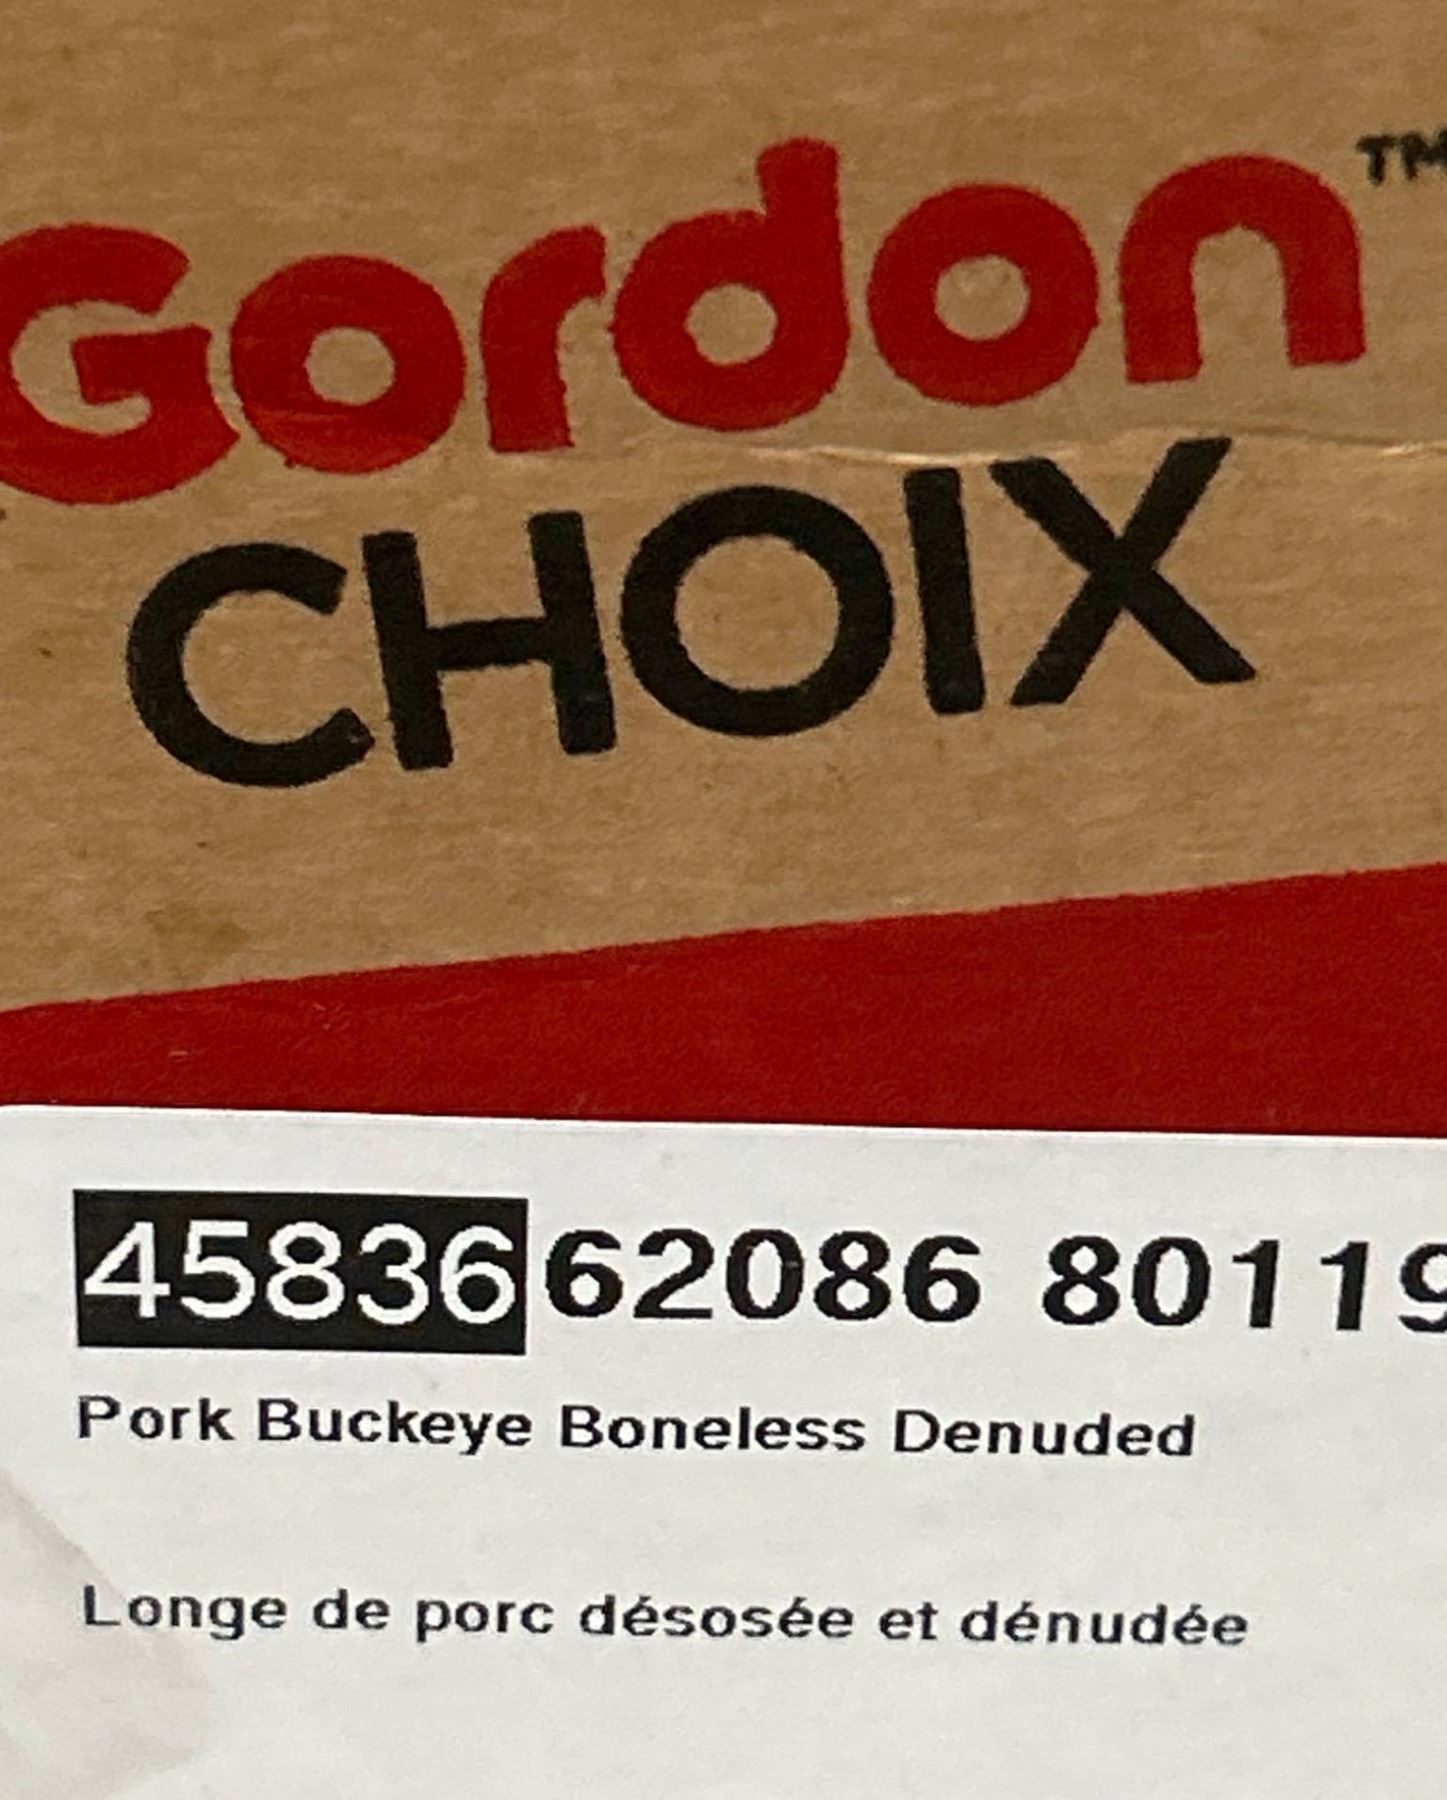 Gordon™
CHOIX
45836 62086 80119
Pork Buckeye Boneless Denuded
Longe de porc désosée et dénudée